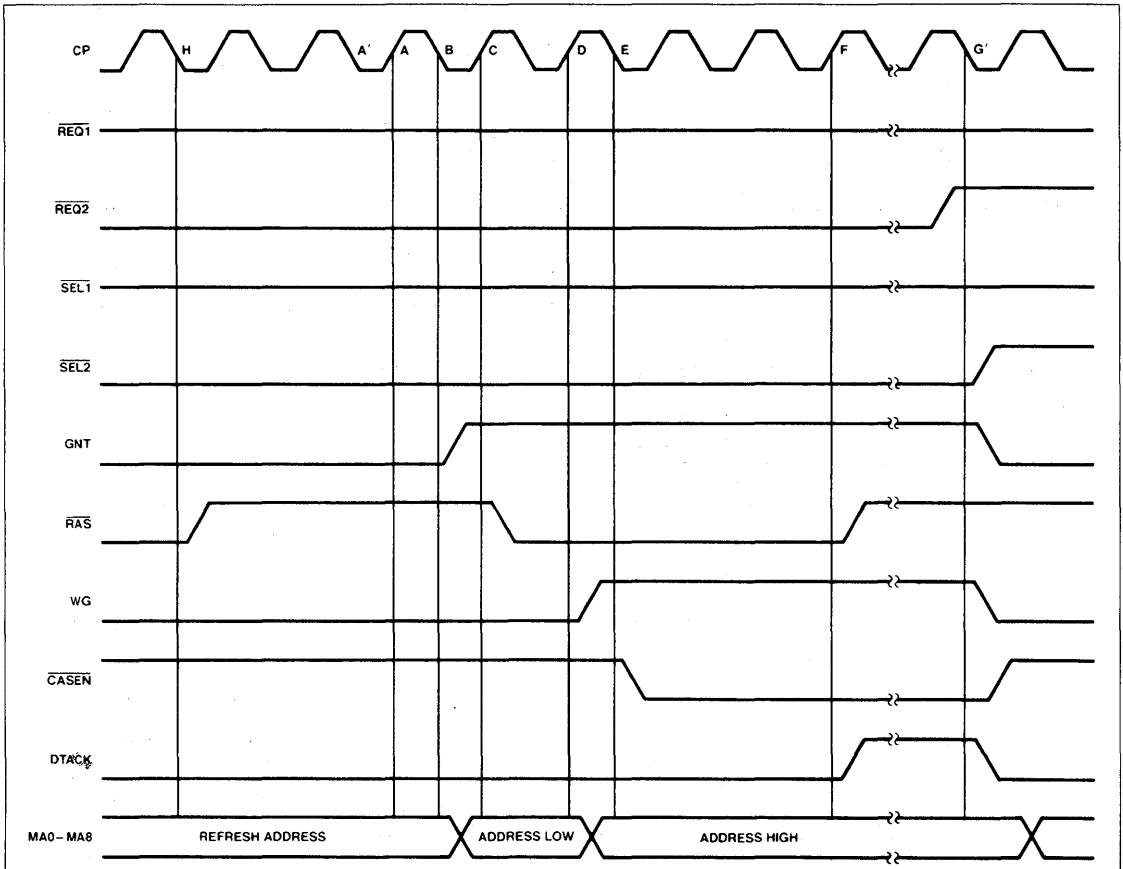 CP H A' A B C D E F G'
REQ1
REQ2
SEL1
SEL2
GNT
RAS
WG
CASEN
DTACK
MA0–MA8 REFRESH ADDRESS ADDRESS LOW ADDRESS HIGH